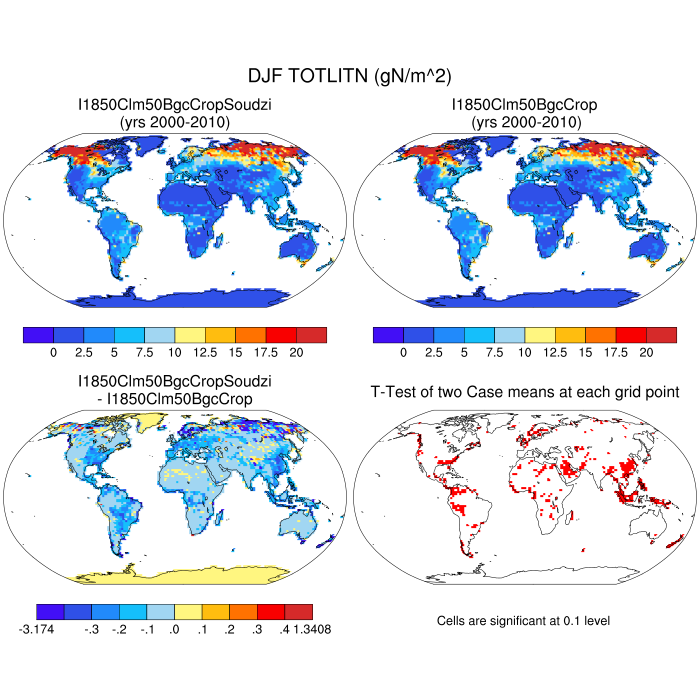 DJF TOTLITN (gN/m^2)
I1850Clm50BgcCropSoudzi
(yrs 2000-2010)
I1850Clm50BgcCrop
(yrs 2000-2010)
0 2.5 5 7.5 10 12.5 15 17.5 20
0 2.5 5 7.5 10 12.5 15 17.5 20
I1850Clm50BgcCropSoudzi
- I1850Clm50BgcCrop
T-Test of two Case means at each grid point
-3.174 -.3 -.2 -.1 .0 .1 .2 .3 .4 1.3408
Cells are significant at 0.1 level